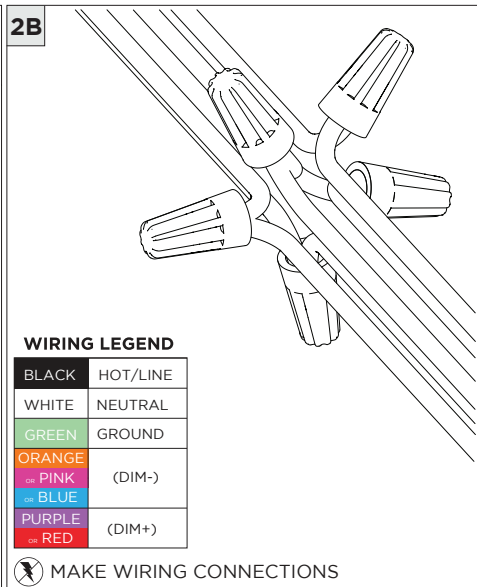 2B
WIRING LEGEND
BLACK HOT/LINE
WHITE NEUTRAL
GREEN GROUND
ORANGE
OR PINK (DIM-)
OR BLUE
PURPLE
OR RED (DIM+)
MAKE WIRING CONNECTIONS